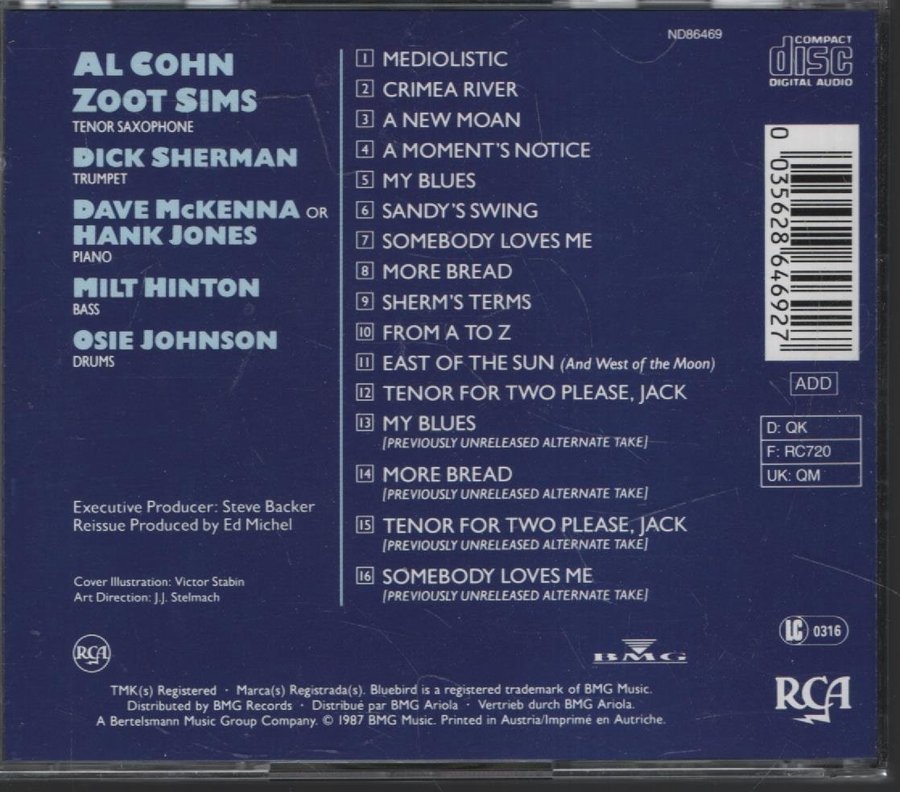 ND86469
AL COHN
ZOOT SIMS
TENOR SAXOPHONE
DICK SHERMAN
TRUMPET
DAVE McKENNA OR
HANK JONES
PIANO
MILT HINTON
BASS
OSIE JOHNSON
DRUMS
Executive Producer: Steve Backer
Reissue Produced by Ed Michel
Cover Illustration: Victor Stabin
Art Direction: J.J. Stelmach
1 MEDIOLISTIC
2 CRIMEA RIVER
3 A NEW MOAN
4 A MOMENT'S NOTICE
5 MY BLUES
6 SANDY'S SWING
7 SOMEBODY LOVES ME
8 MORE BREAD
9 SHERM'S TERMS
10 FROM A TO Z
11 EAST OF THE SUN (And West of the Moon)
12 TENOR FOR TWO PLEASE, JACK
13 MY BLUES
[PREVIOUSLY UNRELEASED ALTERNATE TAKE]
14 MORE BREAD
[PREVIOUSLY UNRELEASED ALTERNATE TAKE]
15 TENOR FOR TWO PLEASE, JACK
[PREVIOUSLY UNRELEASED ALTERNATE TAKE]
16 SOMEBODY LOVES ME
[PREVIOUSLY UNRELEASED ALTERNATE TAKE]
COMPACT
disc
DIGITAL AUDIO
0 035628 646927
ADD
D: QK
F: RC720
UK: QM
LC 0316
RCA
BMG
RCA
TMK(s) Registered · Marca(s) Registrada(s). Bluebird is a registered trademark of BMG Music.
Distributed by BMG Records · Distribué par BMG Ariola · Vertrieb durch BMG Ariola.
A Bertelsmann Music Group Company. © 1987 BMG Music. Printed in Austria/Imprimé en Autriche.